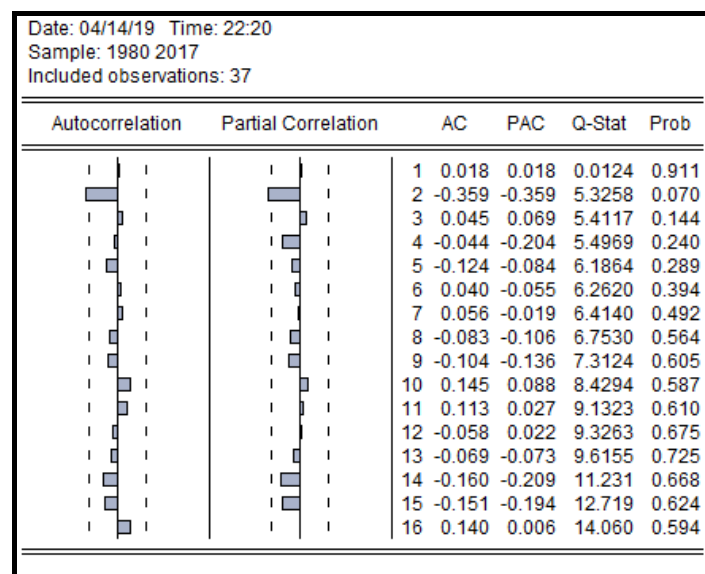 Date: 04/14/19 Time: 22:20
Sample: 1980 2017
Included observations: 37
Autocorrelation Partial Correlation AC PAC Q-Stat Prob
1 0.018 0.018 0.0124 0.911
2 -0.359 -0.359 5.3258 0.070
3 0.045 0.069 5.4117 0.144
4 -0.044 -0.204 5.4969 0.240
5 -0.124 -0.084 6.1864 0.289
6 0.040 -0.055 6.2620 0.394
7 0.056 -0.019 6.4140 0.492
8 -0.083 -0.106 6.7530 0.564
9 -0.104 -0.136 7.3124 0.605
10 0.145 0.088 8.4294 0.587
11 0.113 0.027 9.1323 0.610
12 -0.058 0.022 9.3263 0.675
13 -0.069 -0.073 9.6155 0.725
14 -0.160 -0.209 11.231 0.668
15 -0.151 -0.194 12.719 0.624
16 0.140 0.006 14.060 0.594